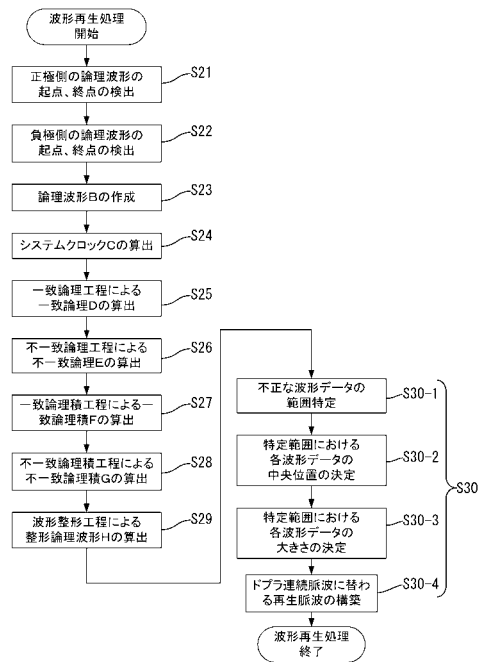 波形再生処理
開始
正極側の論理波形の
起点、終点の検出
S21
負極側の論理波形の
起点、終点の検出
S22
論理波形Bの作成
S23
システムクロックCの算出
S24
一致論理工程による
一致論理Dの算出
S25
不一致論理工程による
不一致論理Eの算出
S26
一致論理積工程による一
致論理積Fの算出
S27
不一致論理積工程による
不一致論理積Gの算出
S28
波形整形工程による
整形論理波形Hの算出
S29
不正な波形データの
範囲特定
S30-1
特定範囲における
各波形データの
中央位置の決定
S30-2
特定範囲における
各波形データの
大きさの決定
S30-3
ドプラ連続脈波に替わ
る再生脈波の構築
S30-4
S30
波形再生処理
終了